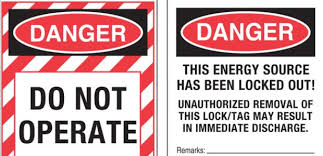 DANGER
DO NOT
OPERATE
DANGER
THIS ENERGY SOURCE
HAS BEEN LOCKED OUT!
UNAUTHORIZED REMOVAL OF
THIS LOCK/TAG MAY RESULT
IN IMMEDIATE DISCHARGE.
Remarks: